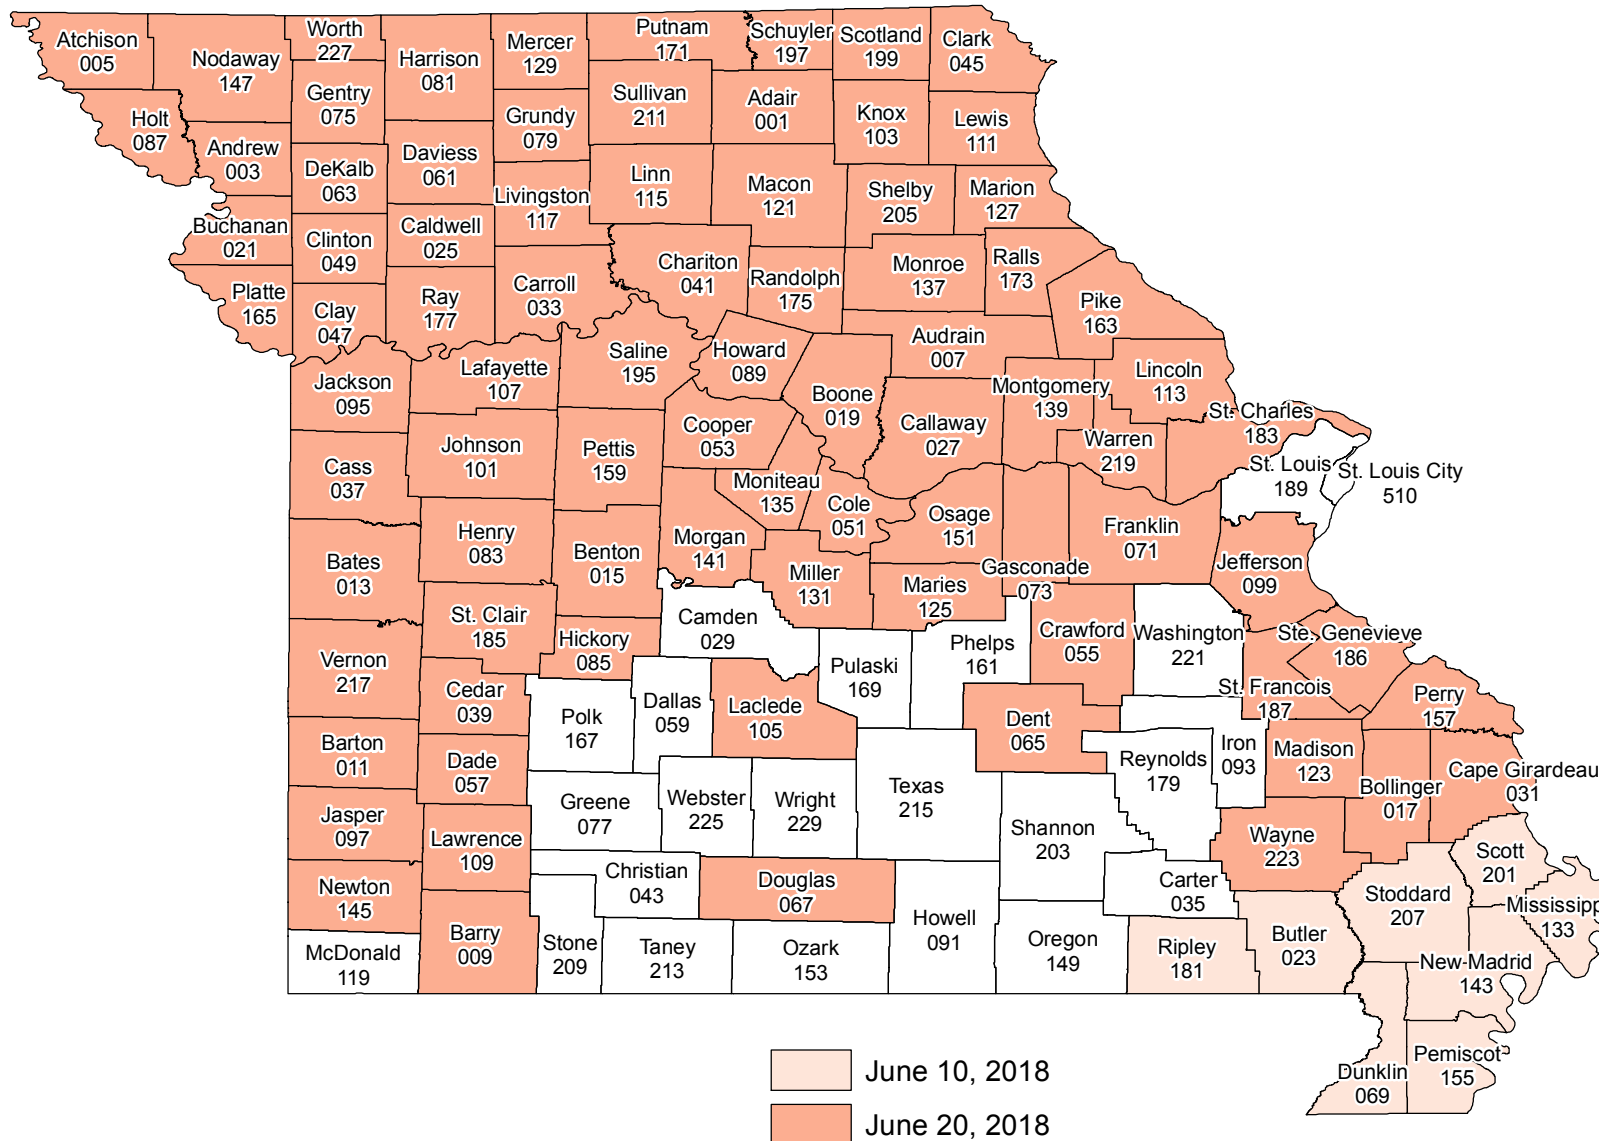 Atchison
005
Nodaway
147
Worth
227
Harrison
081
Mercer
129
Putnam
171
Schuyler
197
Scotland
199
Clark
045
Holt
087
Andrew
003
Gentry
075
DeKalb
063
Daviess
061
Grundy
079
Sullivan
211
Adair
001
Knox
103
Lewis
111
Livingston
117
Linn
115
Macon
121
Shelby
205
Marion
127
Buchanan
021
Clinton
049
Caldwell
025
Platte
165
Clay
047
Ray
177
Carroll
033
Chariton
041
Randolph
175
Monroe
137
Ralls
173
Pike
163
Jackson
095
Lafayette
107
Saline
195
Howard
089
Boone
019
Audrain
007
Callaway
027
Montgomery
139
Lincoln
113
St. Charles
183
Warren
219
St. Louis
189
St. Louis City
510
Cass
037
Johnson
101
Pettis
159
Cooper
053
Moniteau
135
Cole
051
Osage
151
Gasconade
073
Franklin
071
Jefferson
099
Bates
013
Henry
083
Benton
015
Morgan
141
Miller
131
Maries
125
St. Clair
185
Hickory
085
Camden
029
Pulaski
169
Phelps
161
Crawford
055
Washington
221
Ste. Genevieve
186
St. Francois
187
Perry
157
Vernon
217
Cedar
039
Polk
167
Dallas
059
Laclede
105
Dent
065
Reynolds
179
Iron
093
Madison
123
Bollinger
017
Cape Girardeau
031
Barton
011
Dade
057
Greene
077
Webster
225
Wright
229
Texas
215
Shannon
203
Wayne
223
Jasper
097
Lawrence
109
Christian
043
Douglas
067
Howell
091
Carter
035
Scott
201
Stoddard
207
Mississipp
133
Newton
145
McDonald
119
Barry
009
Stone
209
Taney
213
Ozark
153
Oregon
149
Ripley
181
Butler
023
New Madrid
143
Dunklin
069
Pemiscot
155
June 10, 2018
June 20, 2018